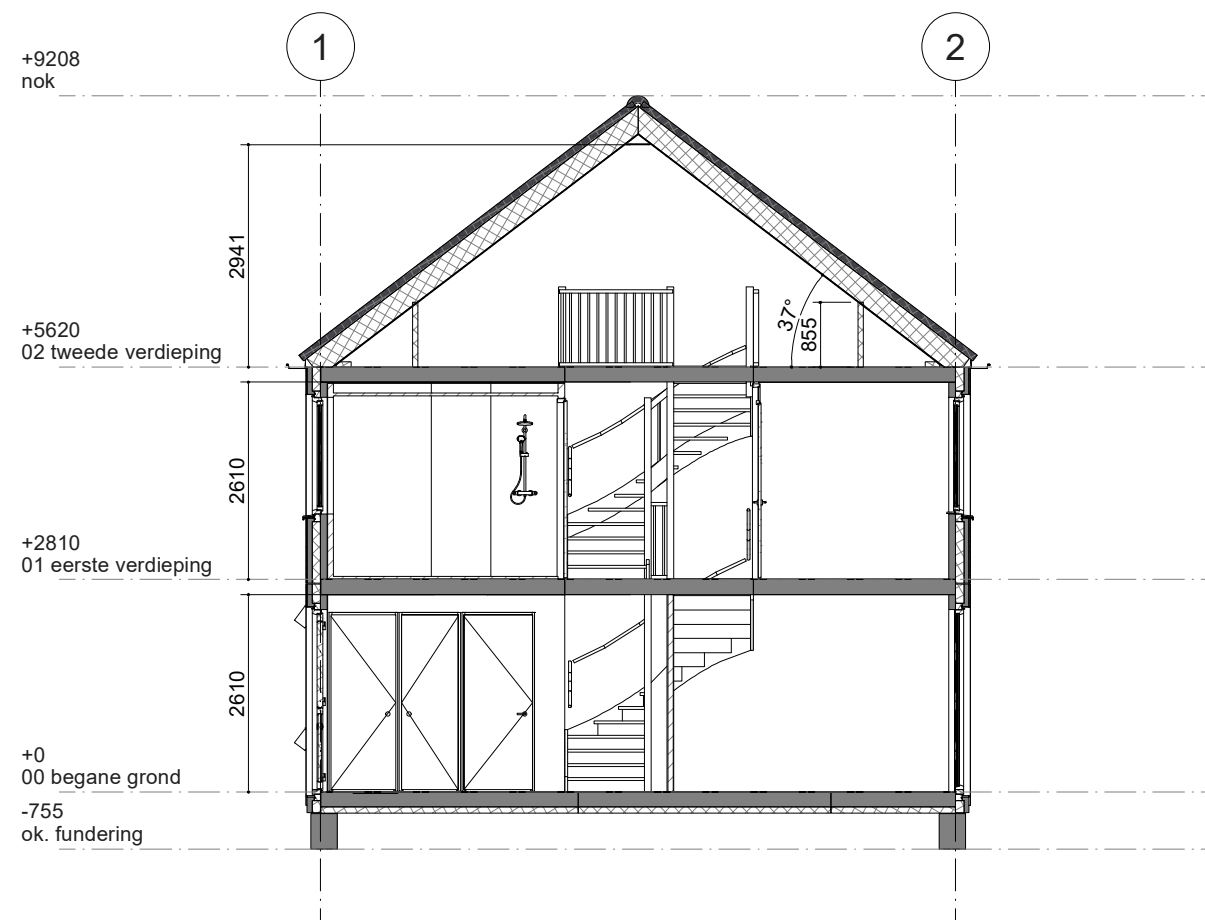 1
2
+9208
nok
2941
37°
855
+5620
02 tweede verdieping
2610
+2810
01 eerste verdieping
2610
+0
00 begane grond
-755
ok. fundering